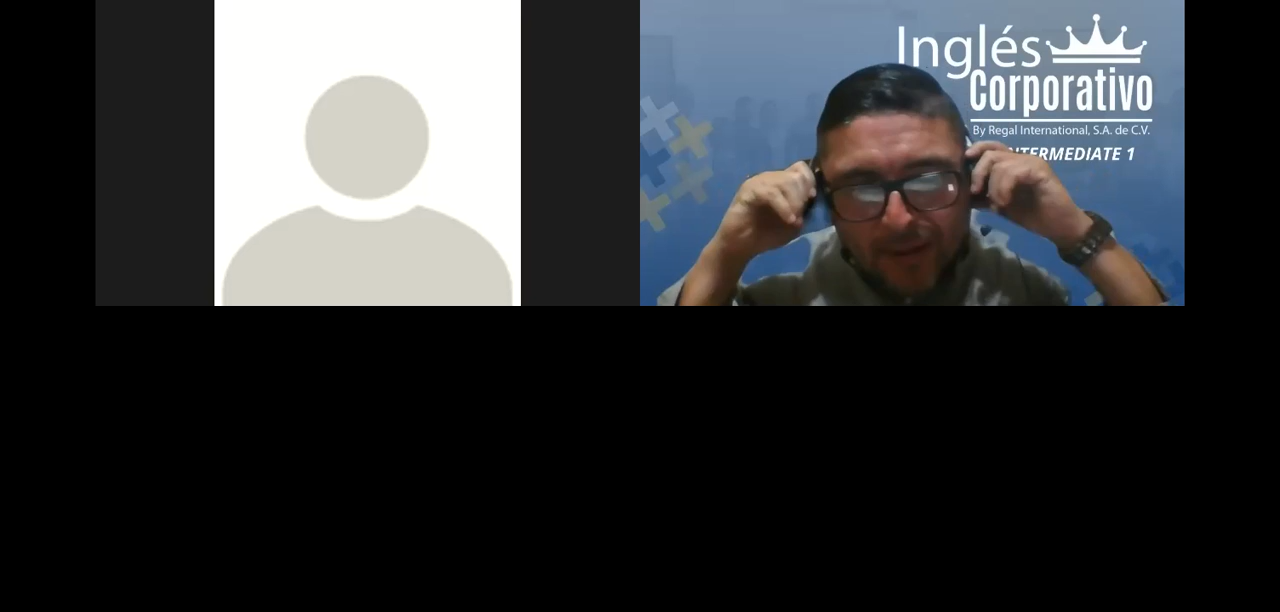 Inglés
Corporativo
By Regal International, S.A. de C.V.
INTERMEDIATE 1